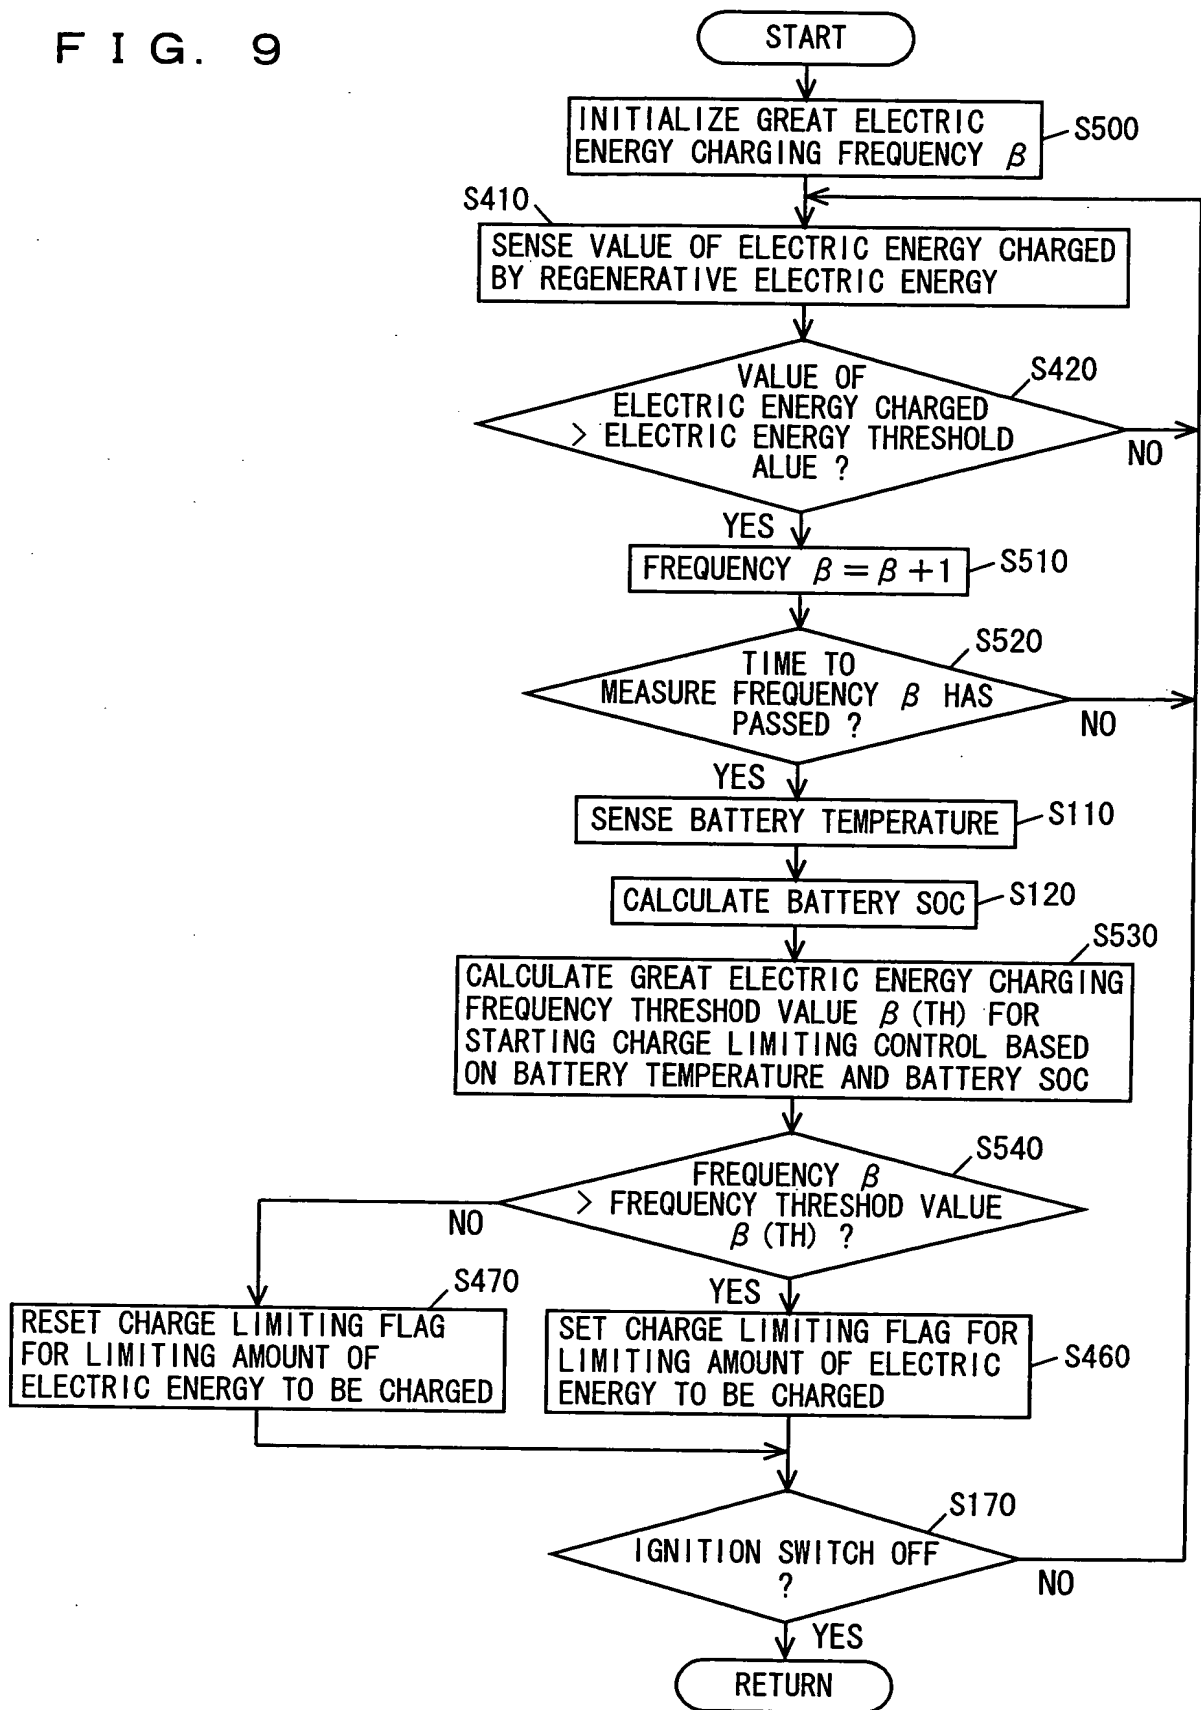 FIG. 9
START
INITIALIZE GREAT ELECTRIC
ENERGY CHARGING FREQUENCY β
S500
S410
SENSE VALUE OF ELECTRIC ENERGY CHARGED
BY REGENERATIVE ELECTRIC ENERGY
S420
VALUE OF
ELECTRIC ENERGY CHARGED
> ELECTRIC ENERGY THRESHOLD
ALUE ?
NO
YES
FREQUENCY β = β + 1
S510
S520
TIME TO
MEASURE FREQUENCY β HAS
PASSED ?
NO
YES
SENSE BATTERY TEMPERATURE
S110
CALCULATE BATTERY SOC
S120
S530
CALCULATE GREAT ELECTRIC ENERGY CHARGING
FREQUENCY THRESHOD VALUE β (TH) FOR
STARTING CHARGE LIMITING CONTROL BASED
ON BATTERY TEMPERATURE AND BATTERY SOC
S540
FREQUENCY β
> FREQUENCY THRESHOD VALUE
β (TH) ?
NO
YES
S470
RESET CHARGE LIMITING FLAG
FOR LIMITING AMOUNT OF
ELECTRIC ENERGY TO BE CHARGED
SET CHARGE LIMITING FLAG FOR
LIMITING AMOUNT OF ELECTRIC
ENERGY TO BE CHARGED
S460
S170
IGNITION SWITCH OFF
?
NO
YES
RETURN